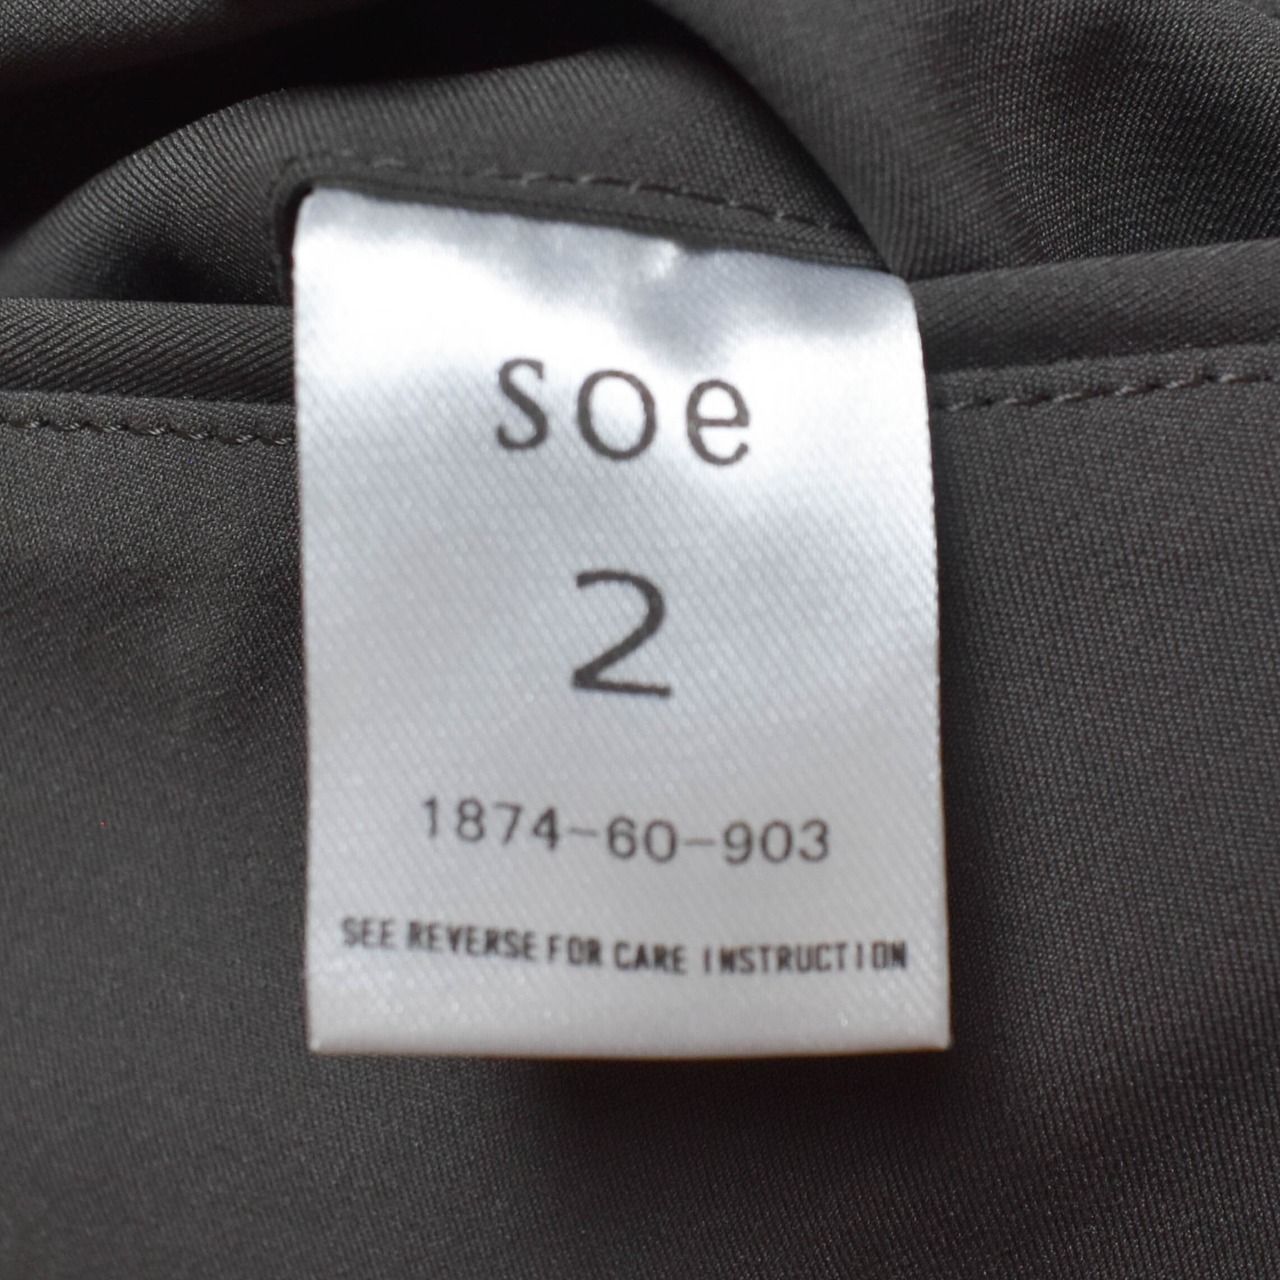 soe
2
1874-60-903
SEE REVERSE FOR CARE INSTRUCTION